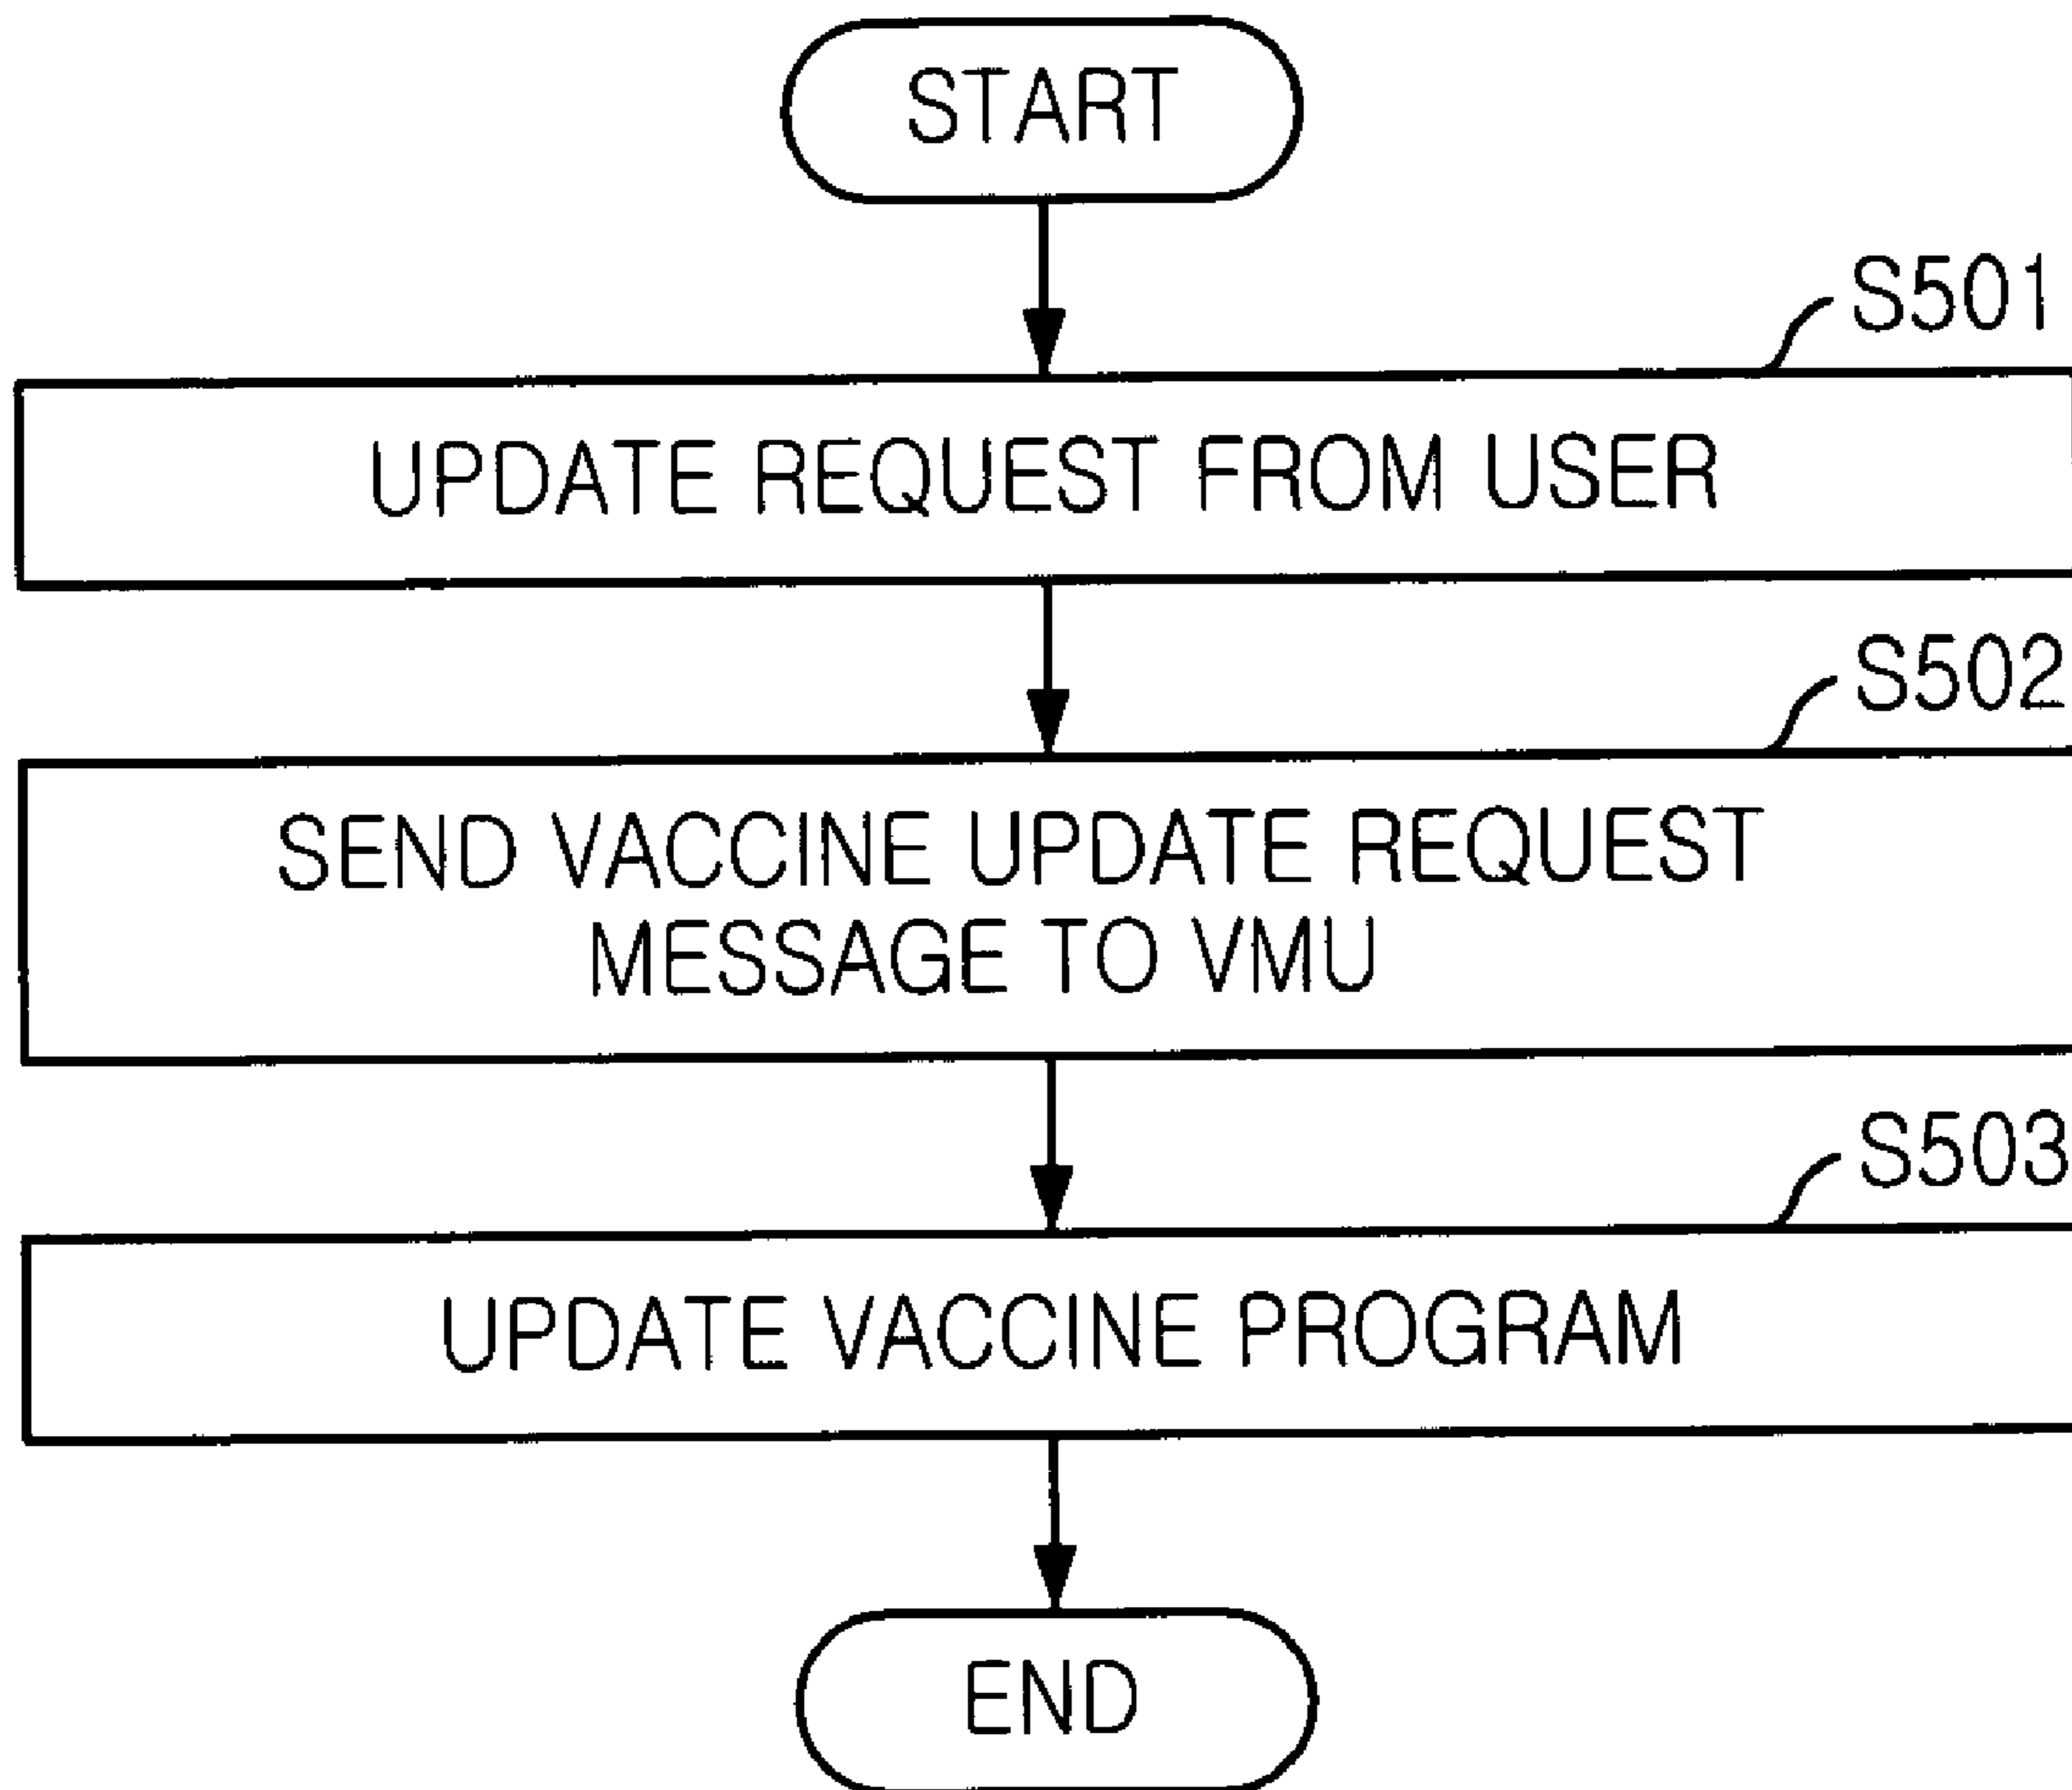 START
S501
UPDATE REQUEST FROM USER
S502
SEND VACCINE UPDATE REQUEST
MESSAGE TO VMU
S503
UPDATE VACCINE PROGRAM
END